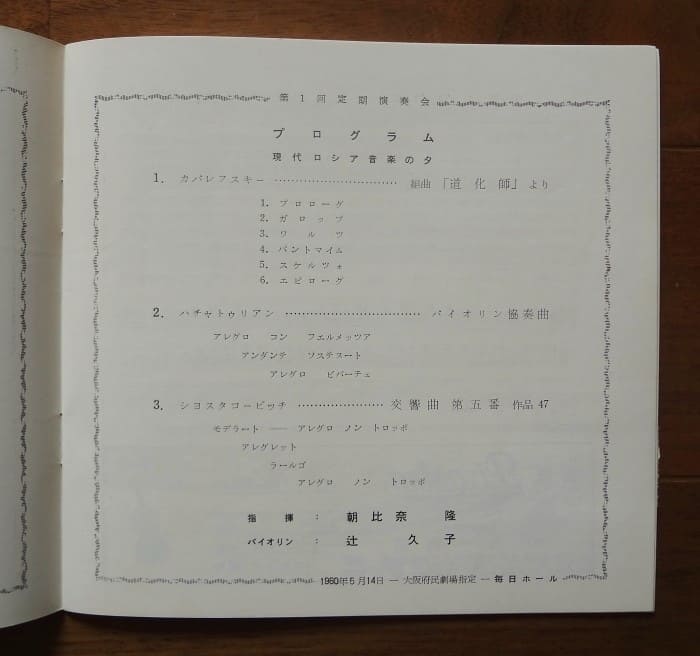 第1回定期演奏会
プログラム
現代ロシア音楽の夕
1. カバレフスキー ………………………… 組曲「道化師」より
1. プロローグ
2. ガロップ
3. ワルツ
4. パントマイム
5. スケルツォ
6. エピローグ
2. ハチャトゥリアン ………………………… バイオリン協奏曲
アレグロ コン フェルメッツア
アンダンテ ソステヌート
アレグロ ビバーチェ
3. シヨスタコービッチ ………………… 交響曲 第五番 作品47
モデラート ── アレグロ ノン トロッポ
アレグレット
ラールゴ
アレグロ ノン トロッポ
指揮: 朝比奈 隆
バイオリン: 辻 久子
1960年5月14日 ― 大阪府民劇場指定 ― 毎日ホール